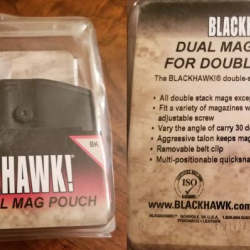 BK
HAWK!
AL MAG POUCH
BLACKHAWK
DUAL MAG
FOR DOUBLE
The BLACKHAWK! double-s
• All double stack mags excep
• Fit a variety of magazines w
adjustable screw
• Vary the angle of carry 30 d
• Aggressive talon keeps mag
• Removable belt clip
• Multi-positionable quicksna
ISO
www.BLACKHAWK.com